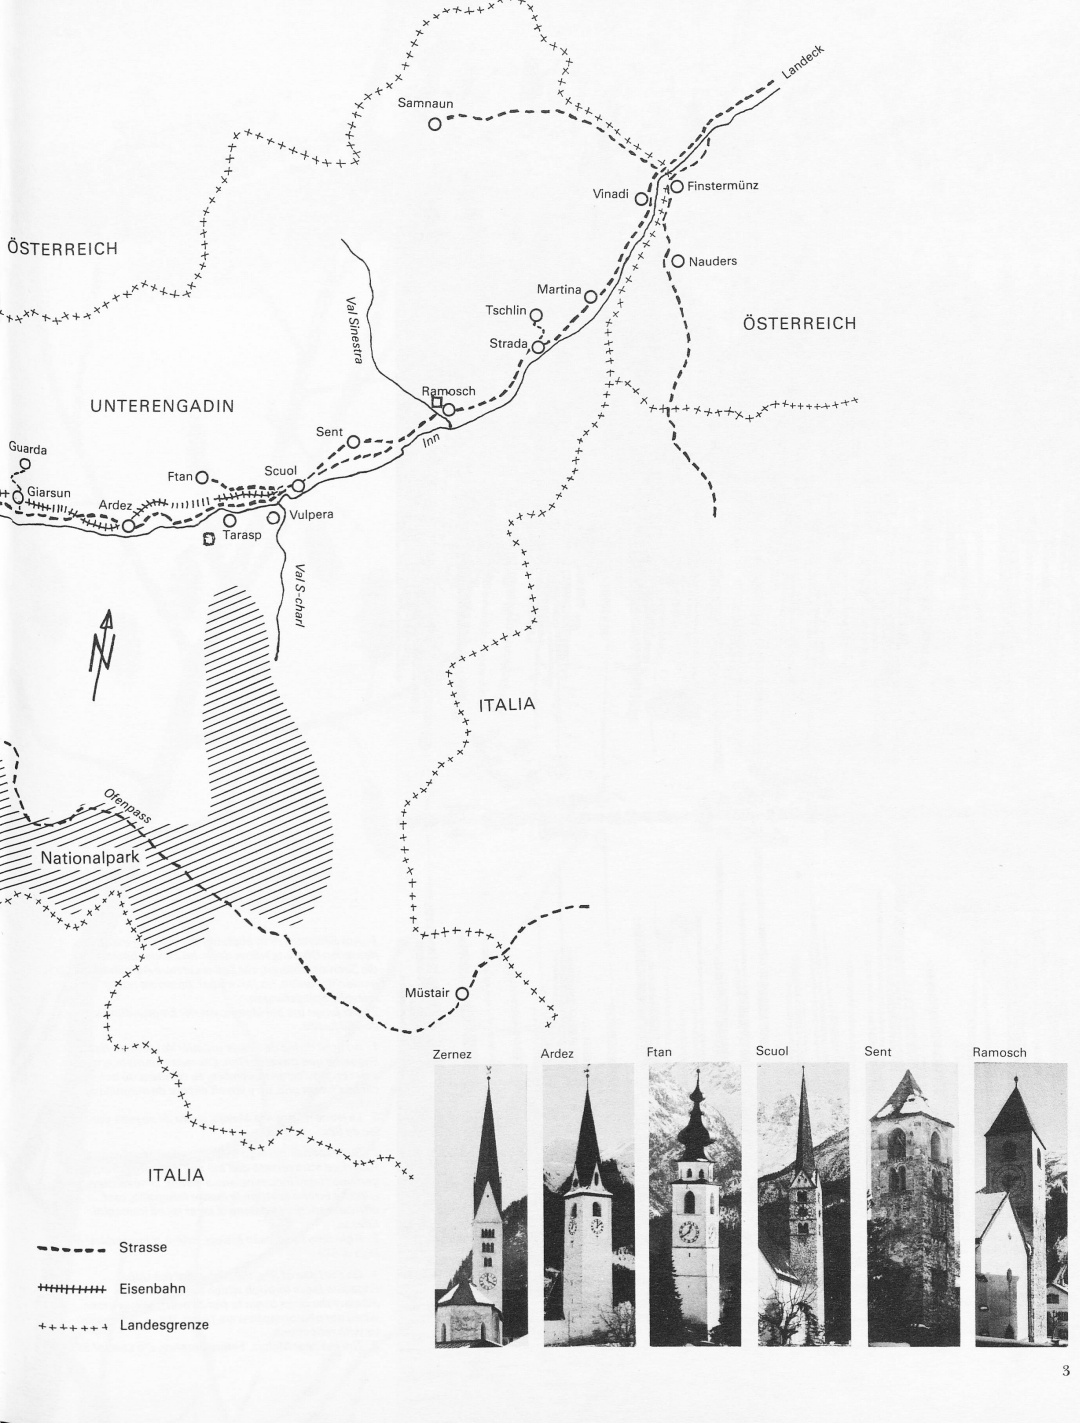 Landeck
Samnaun
Vinadi
Finstermünz
ÖSTERREICH
Nauders
Martina
Val Sinestra
Tschlin
ÖSTERREICH
Strada
Ramosch
UNTERENGADIN
Sent
Inn
Guarda
Scuol
Ftan
Giarsun
Ardez
Vulpera
Tarasp
Val S-charl
N
ITALIA
Ofenpass
Nationalpark
Müstair
Zernez
Ardez
Ftan
Scuol
Sent
Ramosch
ITALIA
Strasse
Eisenbahn
Landesgrenze
3